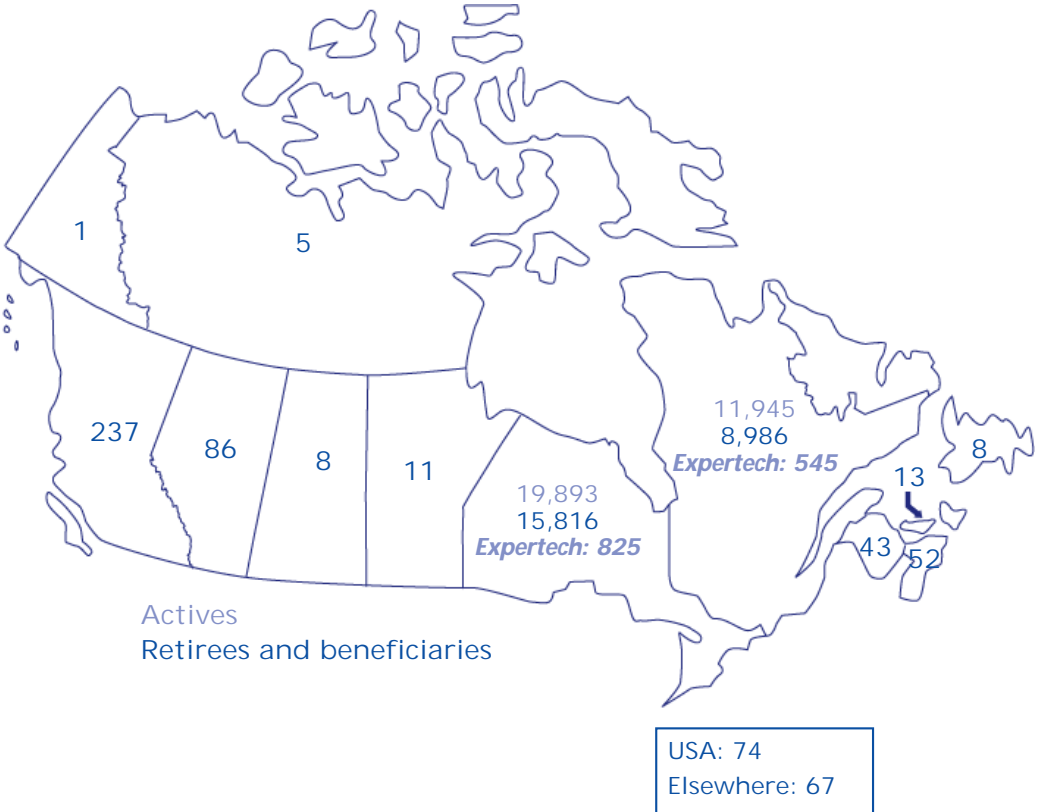 1
5
237
86
8
11
11,945
8,986
Expertech: 545
19,893
15,816
Expertech: 825
8
13
43
52
Actives
Retirees and beneficiaries
USA: 74
Elsewhere: 67